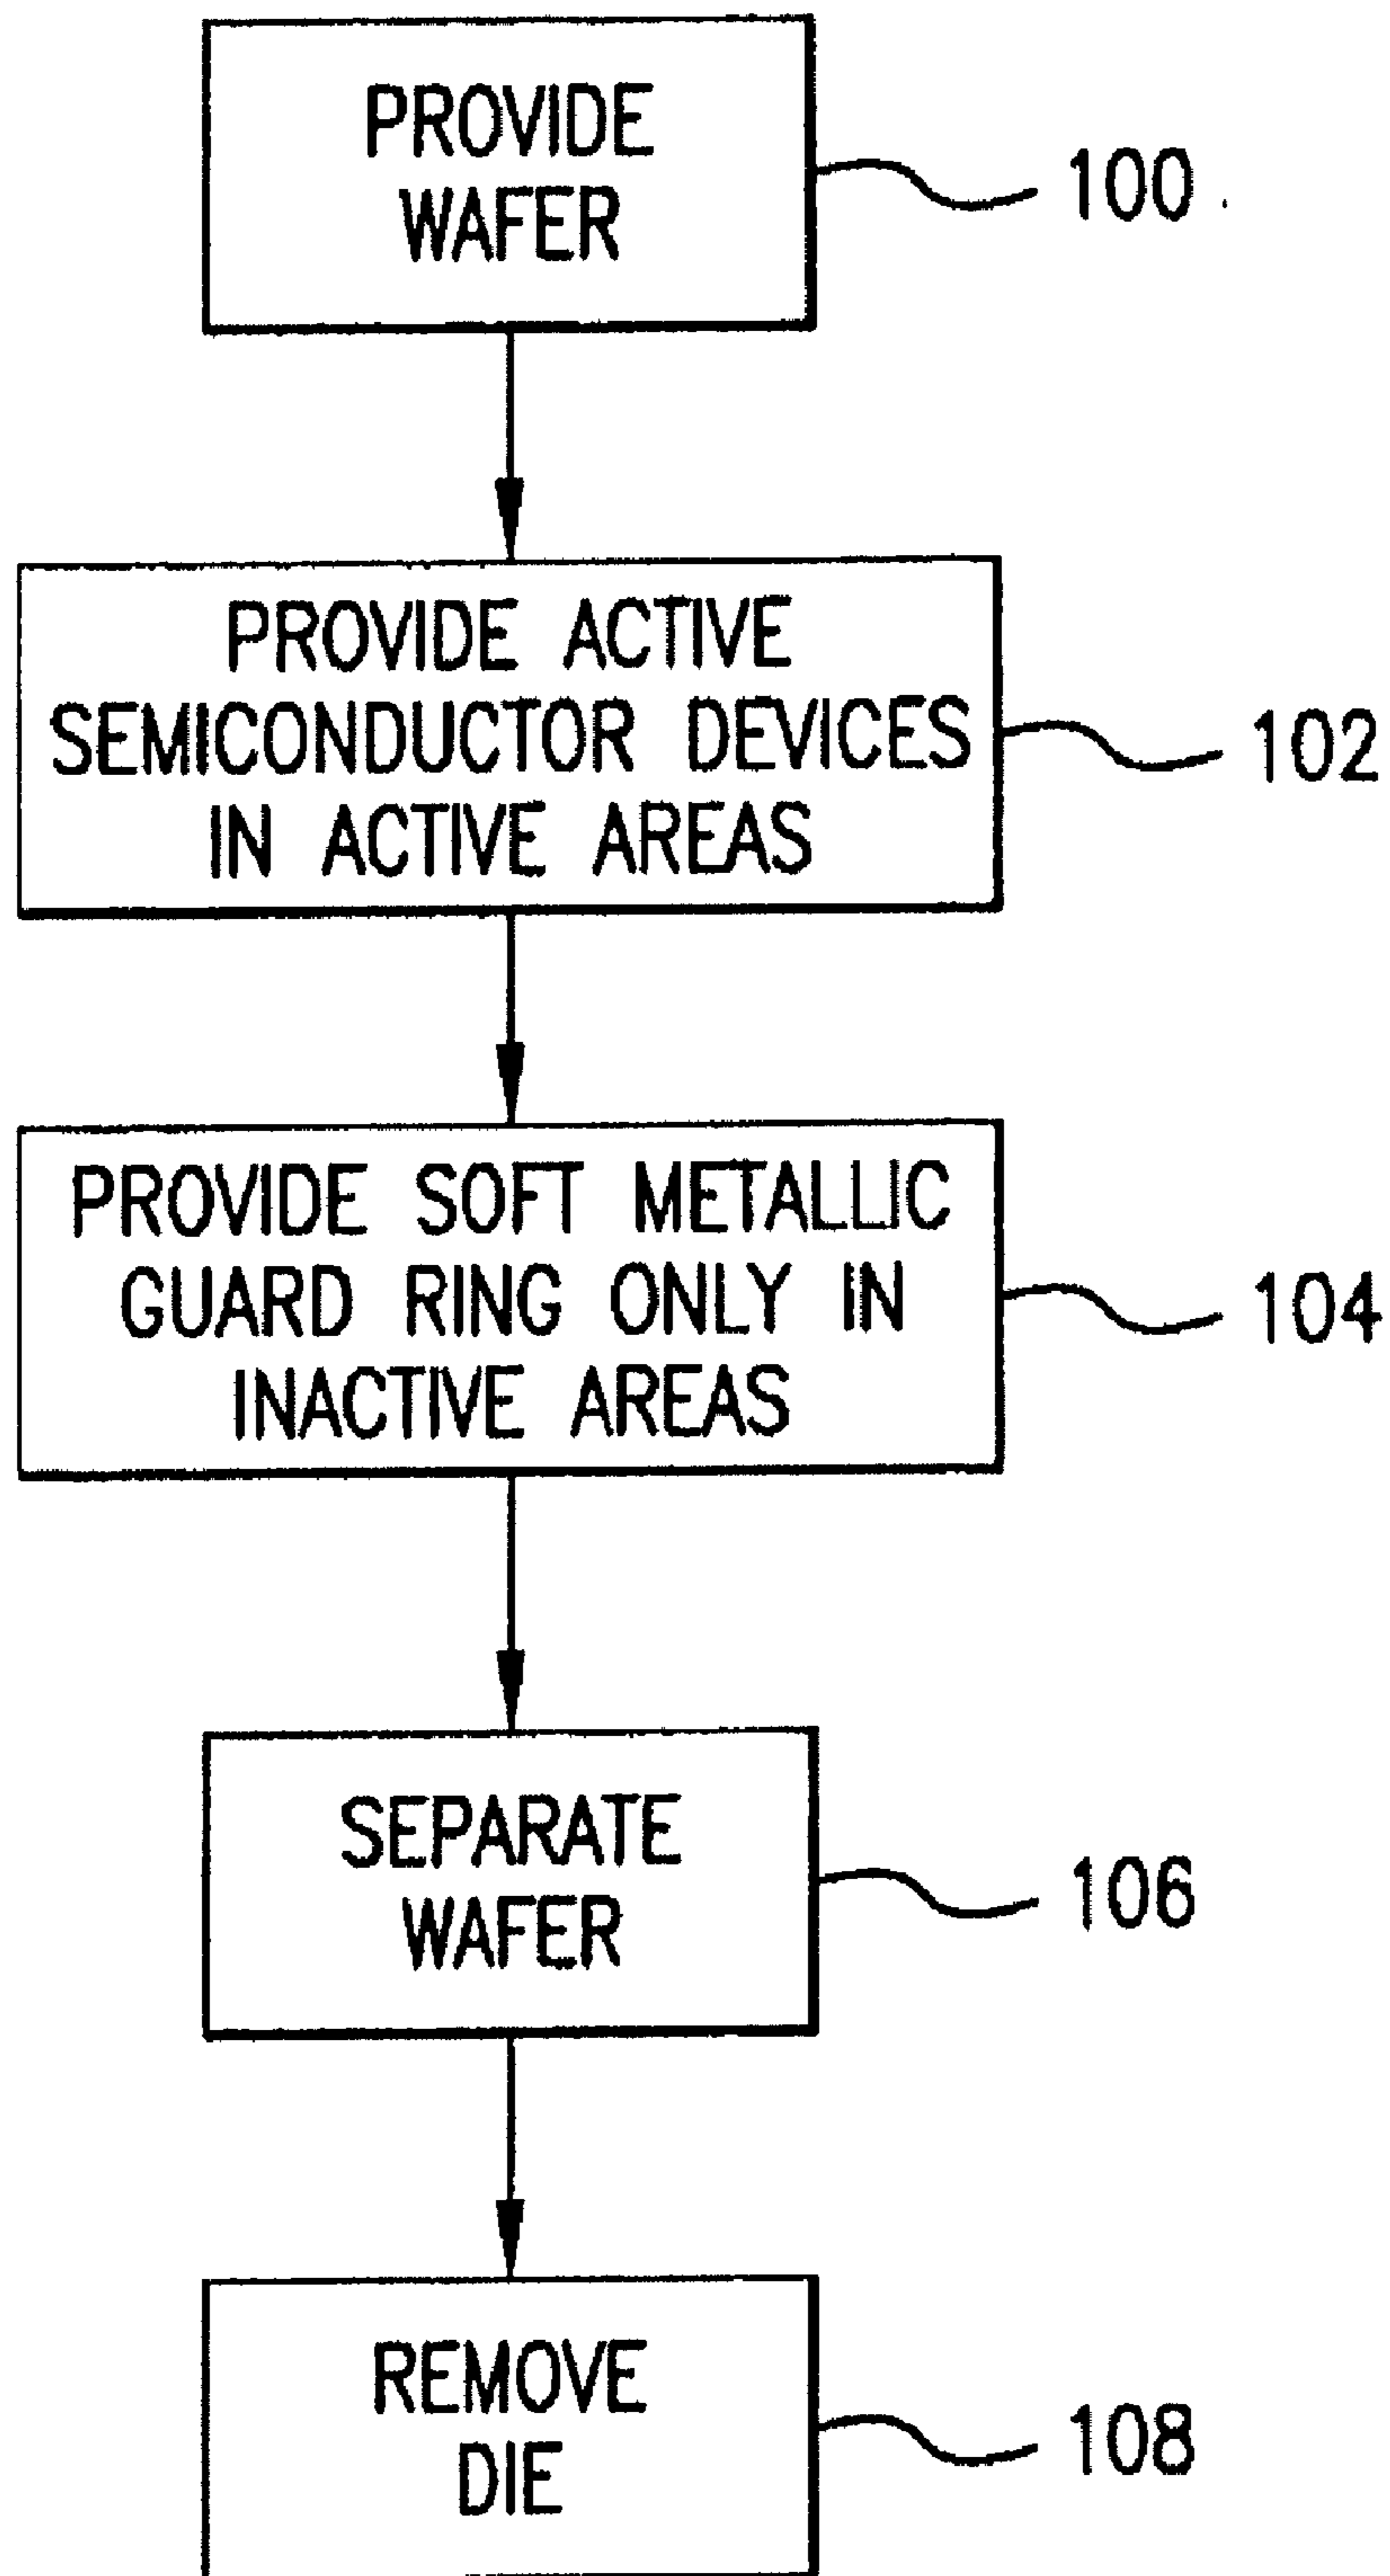 PROVIDE
WAFER
100
PROVIDE ACTIVE
SEMICONDUCTOR DEVICES
IN ACTIVE AREAS
102
PROVIDE SOFT METALLIC
GUARD RING ONLY IN
INACTIVE AREAS
104
SEPARATE
WAFER
106
REMOVE
DIE
108